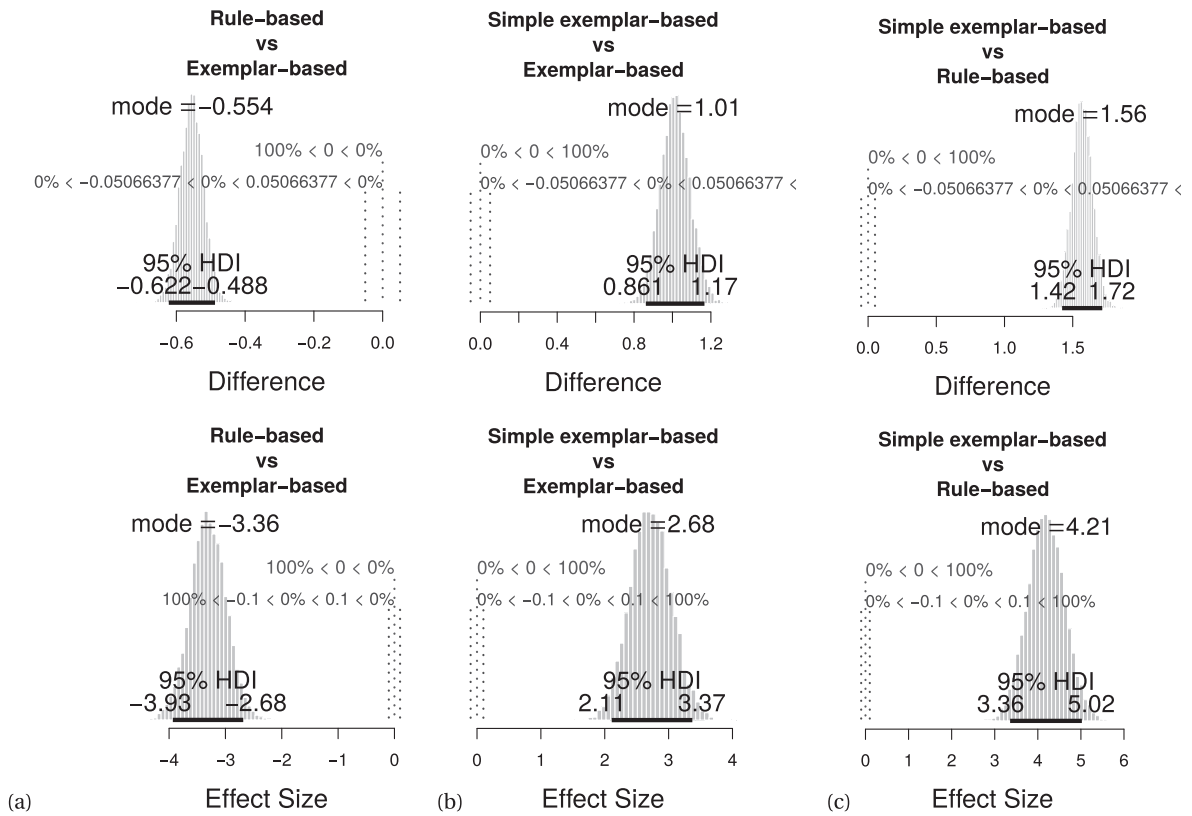 Rule−based
vs
Exemplar−based
mode =−0.554
100% < 0 < 0%
0% < −0.05066377 < 0% < 0.05066377 < 0%
95% HDI
−0.622 −0.488
−0.6 −0.4 −0.2 0.0
Difference
Simple exemplar−based
vs
Exemplar−based
mode =1.01
0% < 0 < 100%
0% < −0.05066377 < 0% < 0.05066377 <
95% HDI
0.861 1.17
0.0 0.4 0.8 1.2
Difference
Simple exemplar−based
vs
Rule−based
mode =1.56
0% < 0 < 100%
0% < −0.05066377 < 0% < 0.05066377 <
95% HDI
1.42 1.72
0.0 0.5 1.0 1.5
Difference
Rule−based
vs
Exemplar−based
mode =−3.36
100% < 0 < 0%
100% < −0.1 < 0% < 0.1 < 0%
95% HDI
−3.93 −2.68
−4 −3 −2 −1 0
Effect Size
(a)
Simple exemplar−based
vs
Exemplar−based
mode =2.68
0% < 0 < 100%
0% < −0.1 < 0% < 0.1 < 100%
95% HDI
2.11 3.37
0 1 2 3 4
Effect Size
(b)
Simple exemplar−based
vs
Rule−based
mode =4.21
0% < 0 < 100%
0% < −0.1 < 0% < 0.1 < 100%
95% HDI
3.36 5.02
0 1 2 3 4 5 6
Effect Size
(c)